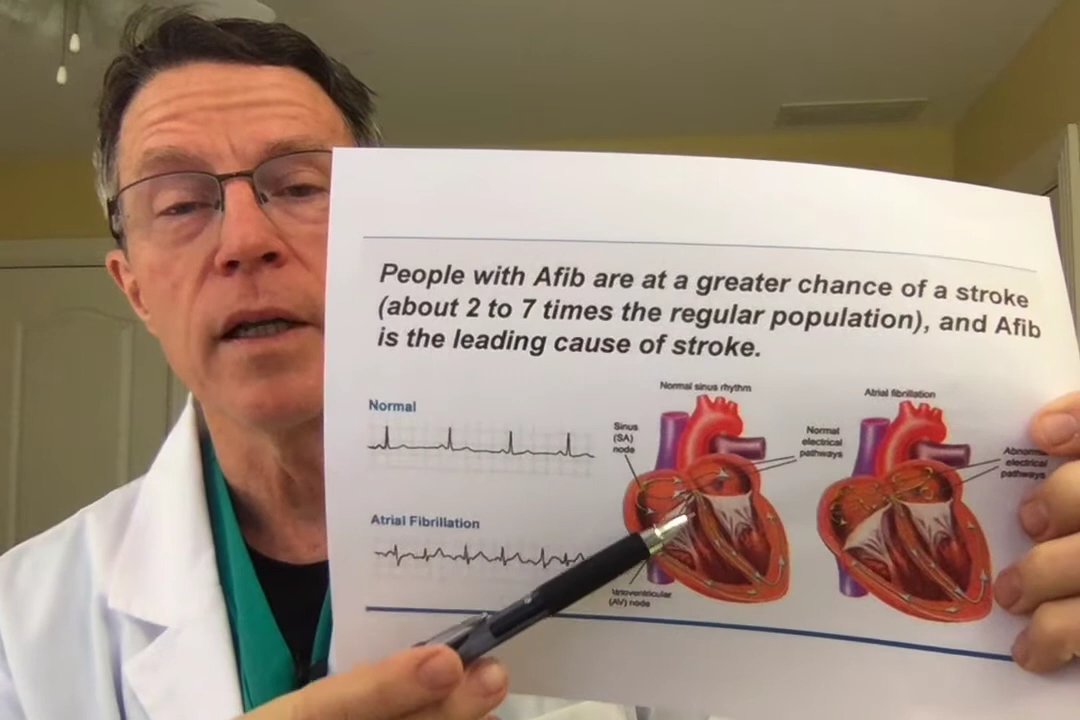 People with Afib are at a greater chance of a stroke
(about 2 to 7 times the regular population), and Afib
is the leading cause of stroke.
Normal
Atrial Fibrillation
Normal sinus rhythm
Sinus
(SA)
node
Normal
electrical
pathways
Atrioventricular
(AV) node
Atrial fibrillation
Abnormal
electrical
pathways